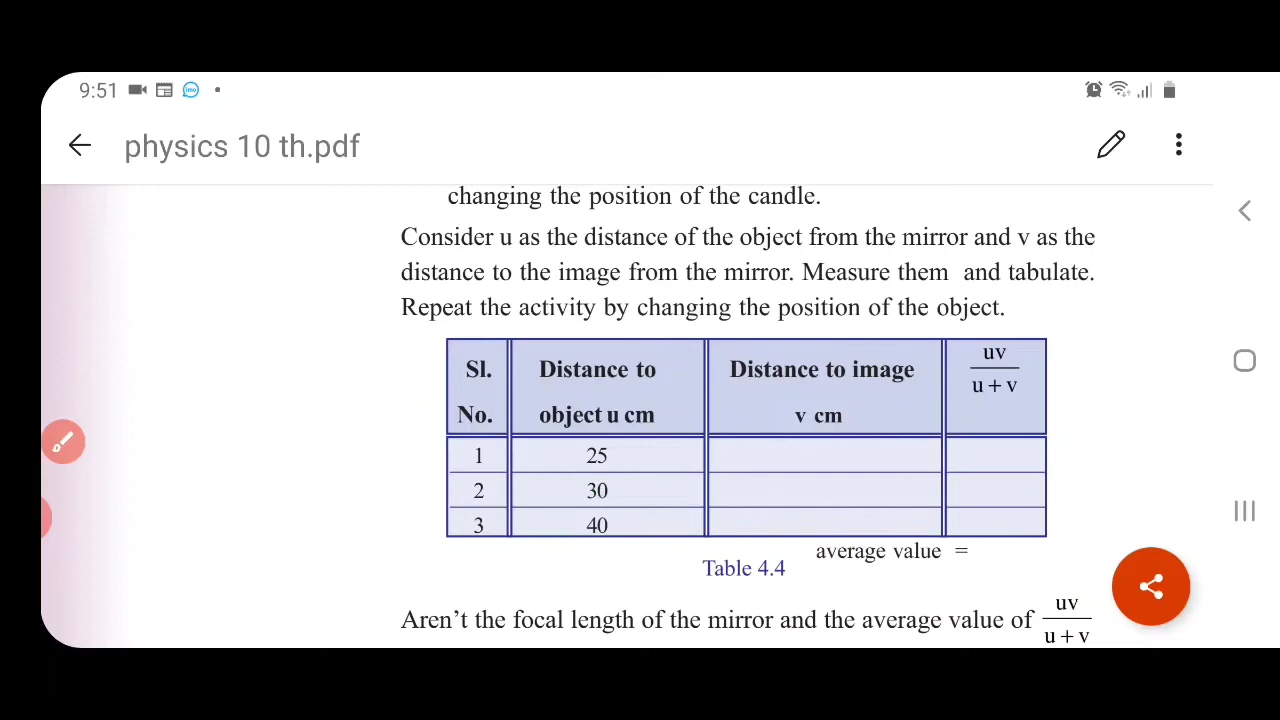 9:51
physics 10 th.pdf
changing the position of the candle.
Consider u as the distance of the object from the mirror and v as the
distance to the image from the mirror. Measure them and tabulate.
Repeat the activity by changing the position of the object.
Sl. No. Distance to object u cm Distance to image v cm uv / u + v
1 25
2 30
3 40
average value =
Table 4.4
Aren't the focal length of the mirror and the average value of uv / u + v